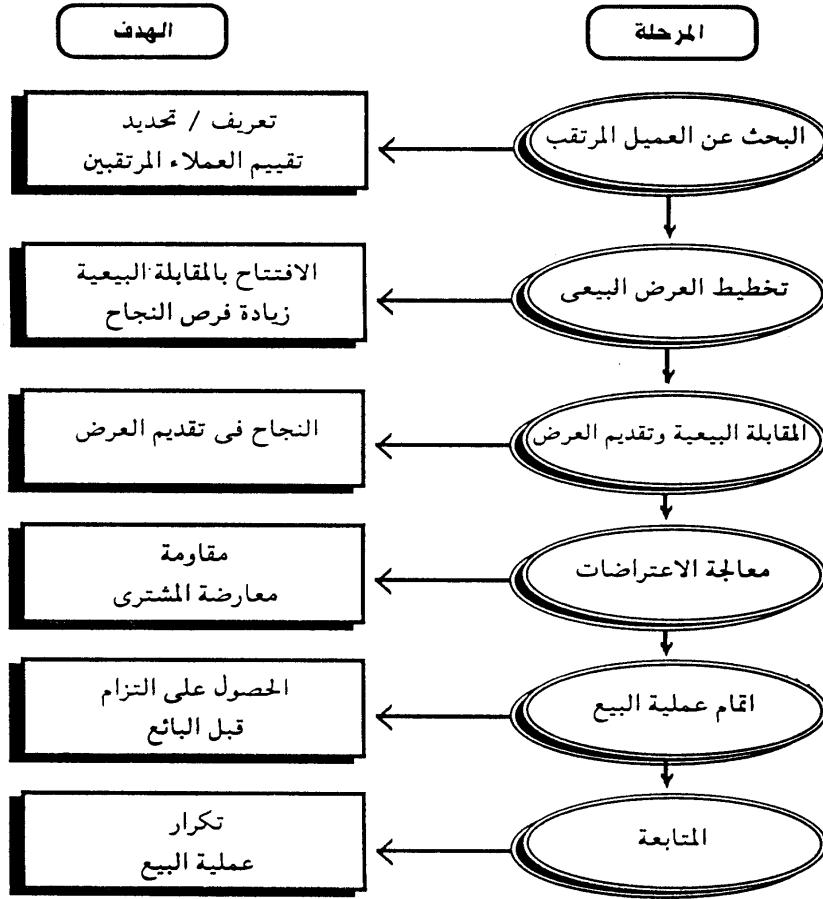 المرحلة
الهدف
البحث عن العميل المرتقب
تعريف / تحديد
تقييم العملاء المرتقبين
تخطيط العرض البيعى
الافتتاح بالمقابلة البيعية
زيادة فرص النجاح
المقابلة البيعية وتقديم العرض
النجاح فى تقديم العرض
معالجة الاعتراضات
مقاومة
معارضة المشترى
اتمام عملية البيع
الحصول على التزام
قبل البائع
المتابعة
تكرار
عملية البيع